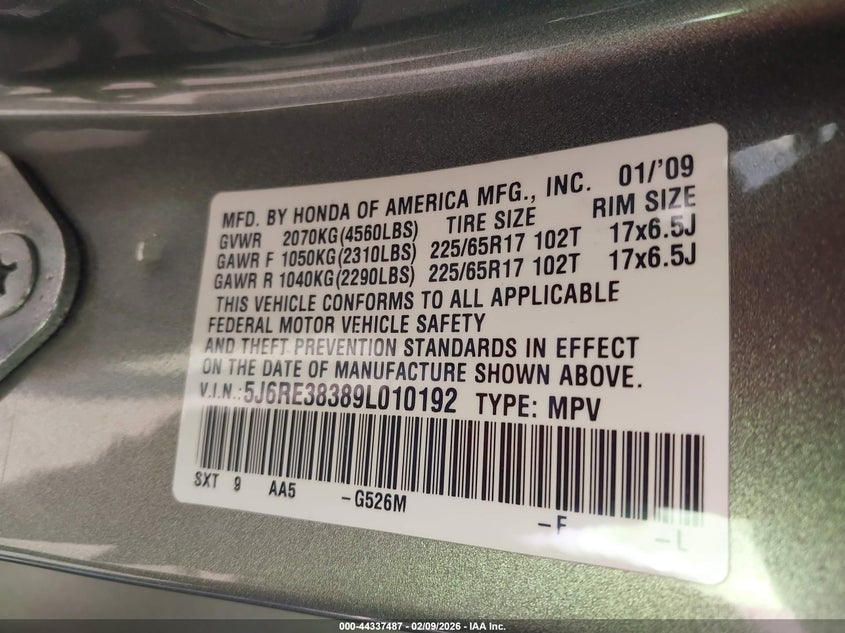 MFD. BY HONDA OF AMERICA MFG., INC. 01/'09
GVWR 2070KG(4560LBS) TIRE SIZE RIM SIZE
GAWR F 1050KG(2310LBS) 225/65R17 102T 17x6.5J
GAWR R 1040KG(2290LBS) 225/65R17 102T 17x6.5J
THIS VEHICLE CONFORMS TO ALL APPLICABLE
FEDERAL MOTOR VEHICLE SAFETY
AND THEFT PREVENTION STANDARDS IN EFFECT
ON THE DATE OF MANUFACTURE SHOWN ABOVE.
V.I.N.:5J6RE38389L010192 TYPE: MPV
SXT 9 AA5 -G526M -F -L
000-44337487 - 02/09/2026 - IAA Inc.